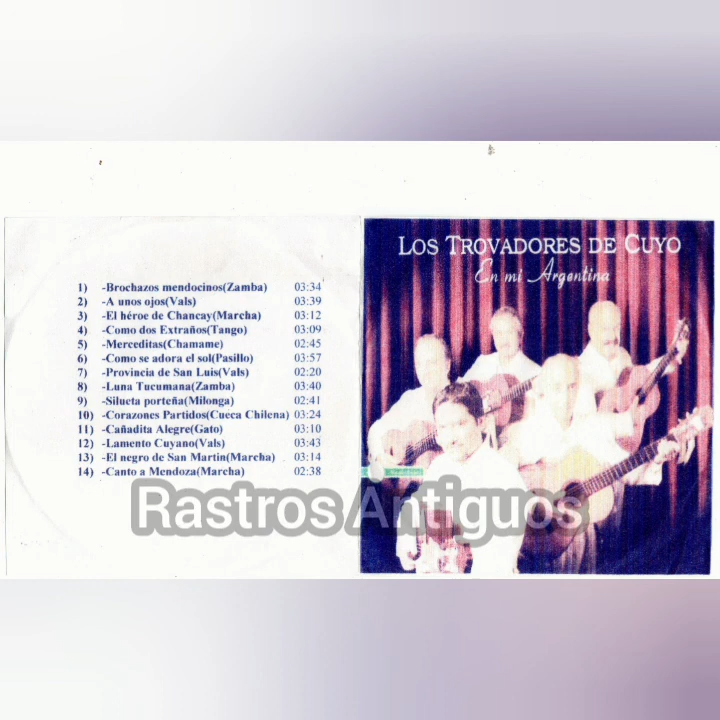 1) -Brochazos mendocinos(Zamba) 03:34
2) -A unos ojos(Vals) 03:39
3) -El héroe de Chancay(Marcha) 03:12
4) -Como dos Extraños(Tango) 03:09
5) -Merceditas(Chamame) 02:45
6) -Como se adora el sol(Pasillo) 03:57
7) -Provincia de San Luis(Vals) 02:20
8) -Luna Tucumana(Zamba) 03:40
9) -Silueta porteña(Milonga) 02:41
10) -Corazones Partidos(Cueca Chilena) 03:24
11) -Cañadita Alegre(Gato) 03:10
12) -Lamento Cuyano(Vals) 03:43
13) -El negro de San Martin(Marcha) 03:14
14) -Canto a Mendoza(Marcha) 02:38
LOS TROVADORES DE CUYO
En mi Argentina
Rastros Antiguos